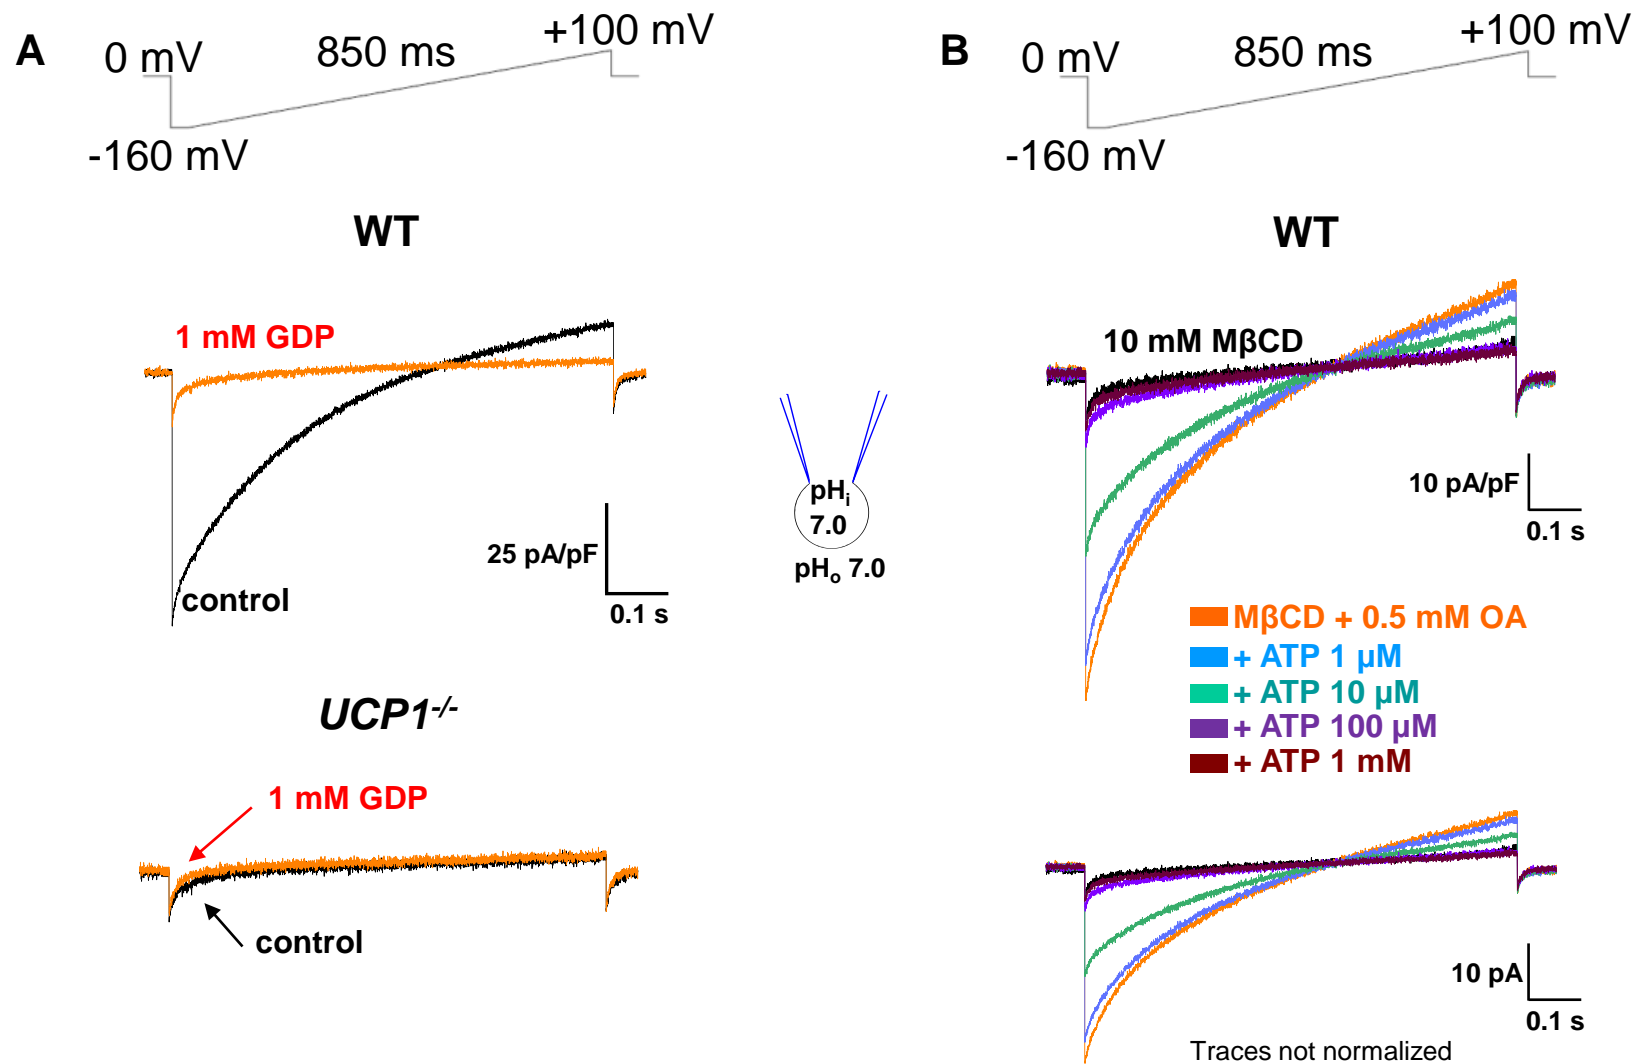 A
0 mV
850 ms
+100 mV
-160 mV
WT
1 mM GDP
control
25 pA/pF
0.1 s
UCP1-/-
1 mM GDP
control
pHi
7.0
pHo 7.0
B
0 mV
850 ms
+100 mV
-160 mV
WT
10 mM MβCD
10 pA/pF
0.1 s
MβCD + 0.5 mM OA
+ ATP 1 µM
+ ATP 10 µM
+ ATP 100 µM
+ ATP 1 mM
10 pA
0.1 s
Traces not normalized